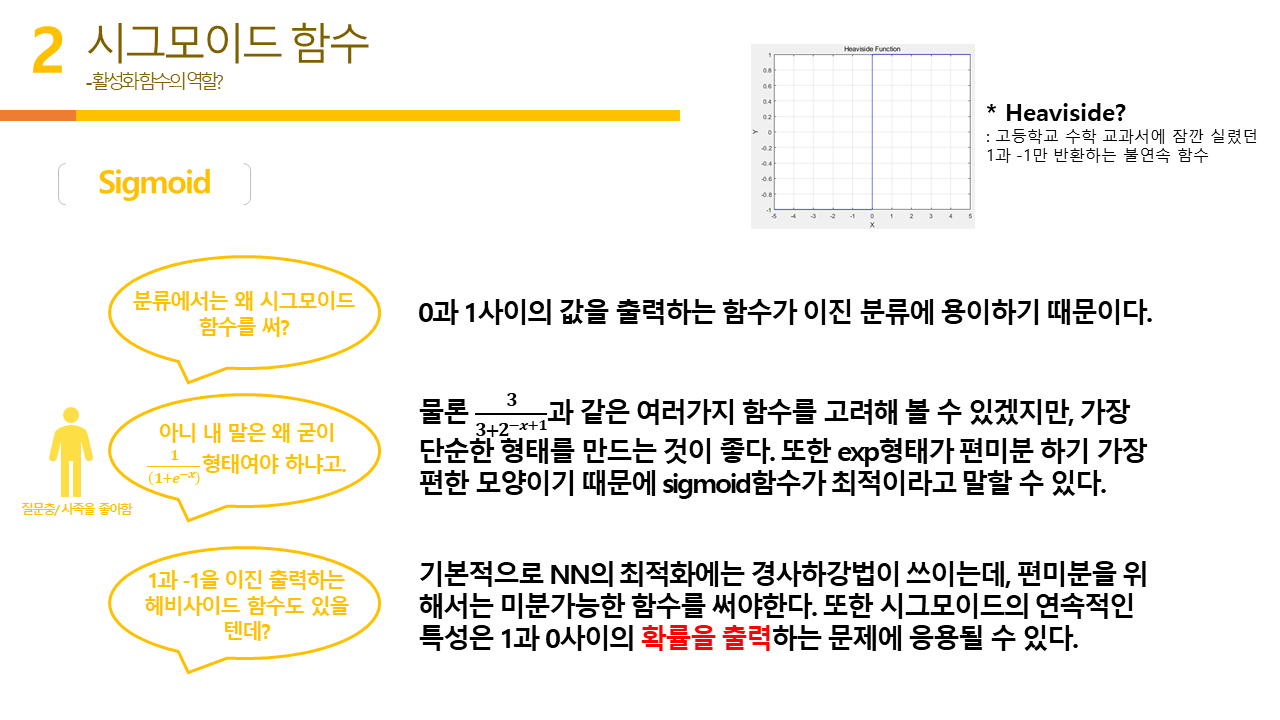 2
시그모이드 함수
-활성화함수의 역할?
Heaviside Function
1
0.8
0.6
0.4
0.2
0
-0.2
-0.4
-0.6
-0.8
-1
Y
-5 -4 -3 -2 -1 0 1 2 3 4 5
X
* Heaviside?
: 고등학교 수학 교과서에 잠깐 실렸던
1과 -1만 반환하는 불연속 함수
Sigmoid
분류에서는 왜 시그모이드
함수를 써?
0과 1사이의 값을 출력하는 함수가 이진 분류에 용이하기 때문이다.
아니 내 말은 왜 굳이
1/(1+e^−x) 형태여야 하냐고.
질문충/ 사족을 좋아함
물론 3/3+2^−x+1과 같은 여러가지 함수를 고려해 볼 수 있겠지만, 가장
단순한 형태를 만드는 것이 좋다. 또한 exp형태가 편미분 하기 가장
편한 모양이기 때문에 sigmoid함수가 최적이라고 말할 수 있다.
1과 -1을 이진 출력하는
헤비사이드 함수도 있을
텐데?
기본적으로 NN의 최적화에는 경사하강법이 쓰이는데, 편미분을 위
해서는 미분가능한 함수를 써야한다. 또한 시그모이드의 연속적인
특성은 1과 0사이의 확률을 출력하는 문제에 응용될 수 있다.